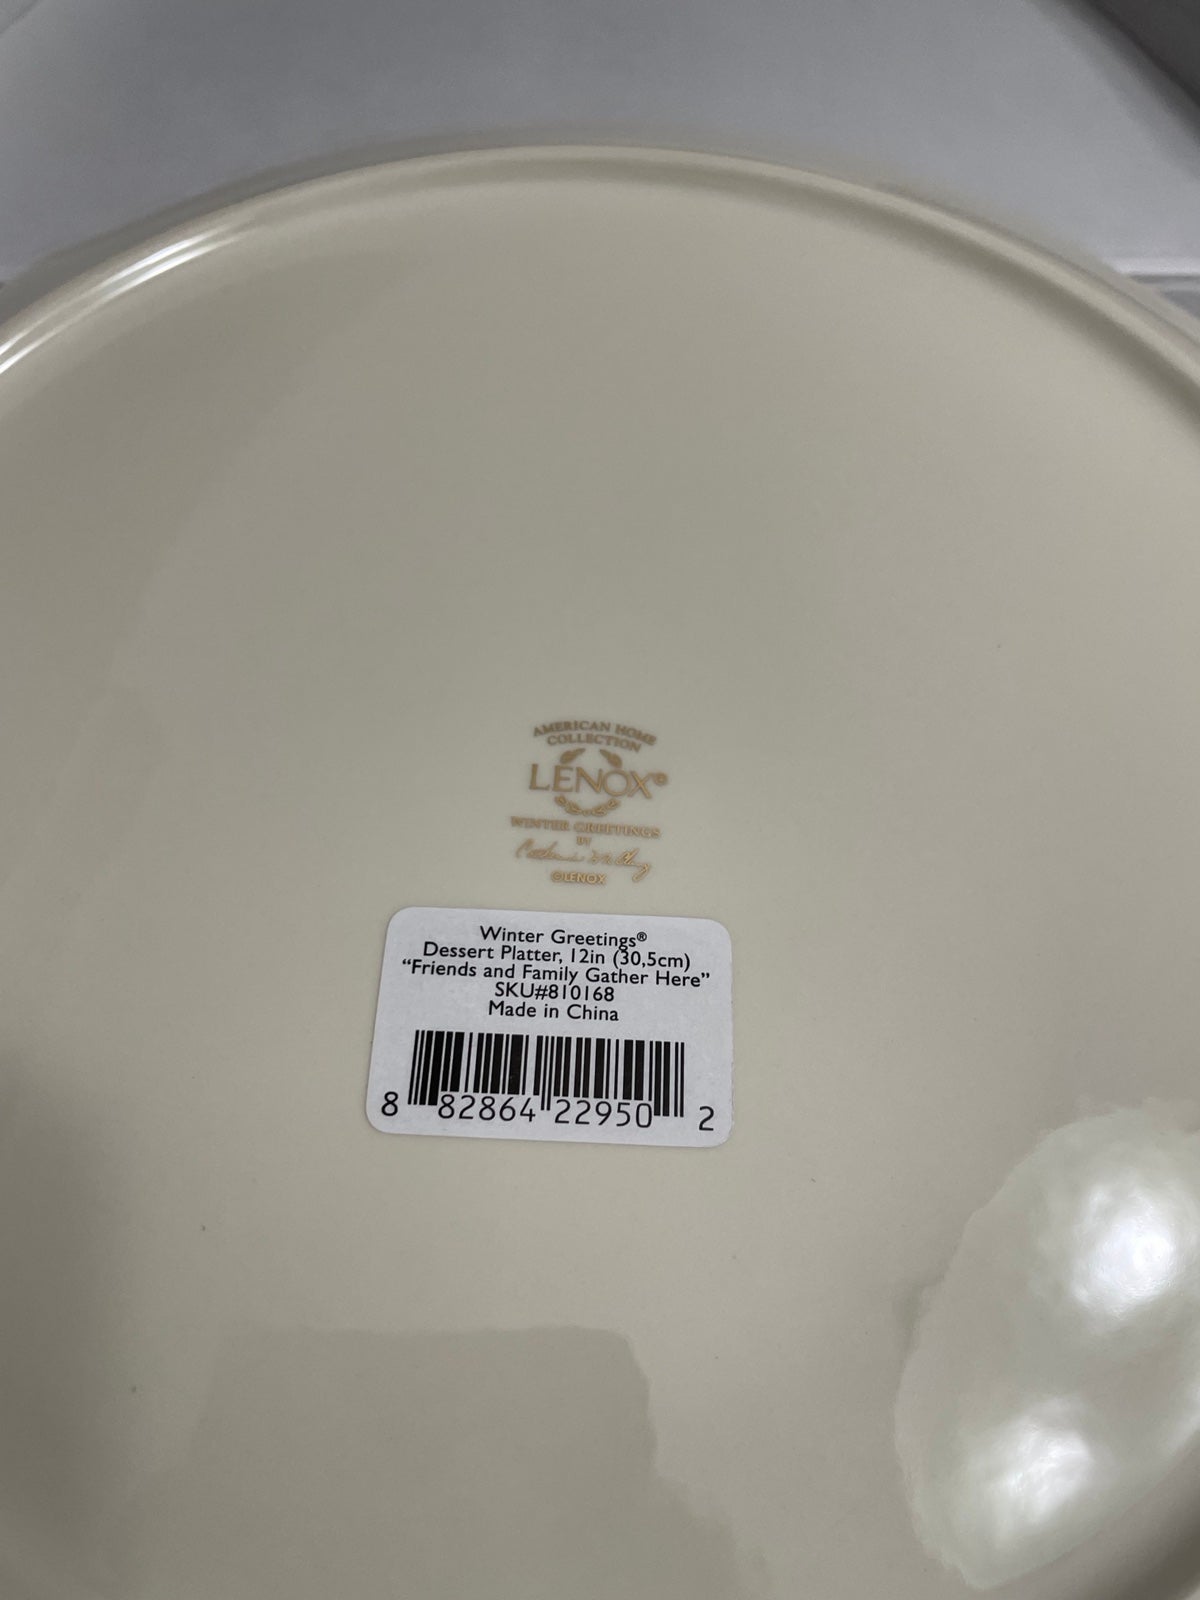 AMERICAN HOME
COLLECTION
LENOX®
WINTER GREETINGS
BY
©LENOX
Winter Greetings®
Dessert Platter, 12in (30,5cm)
“Friends and Family Gather Here”
SKU#810168
Made in China
8 82864 22950 2